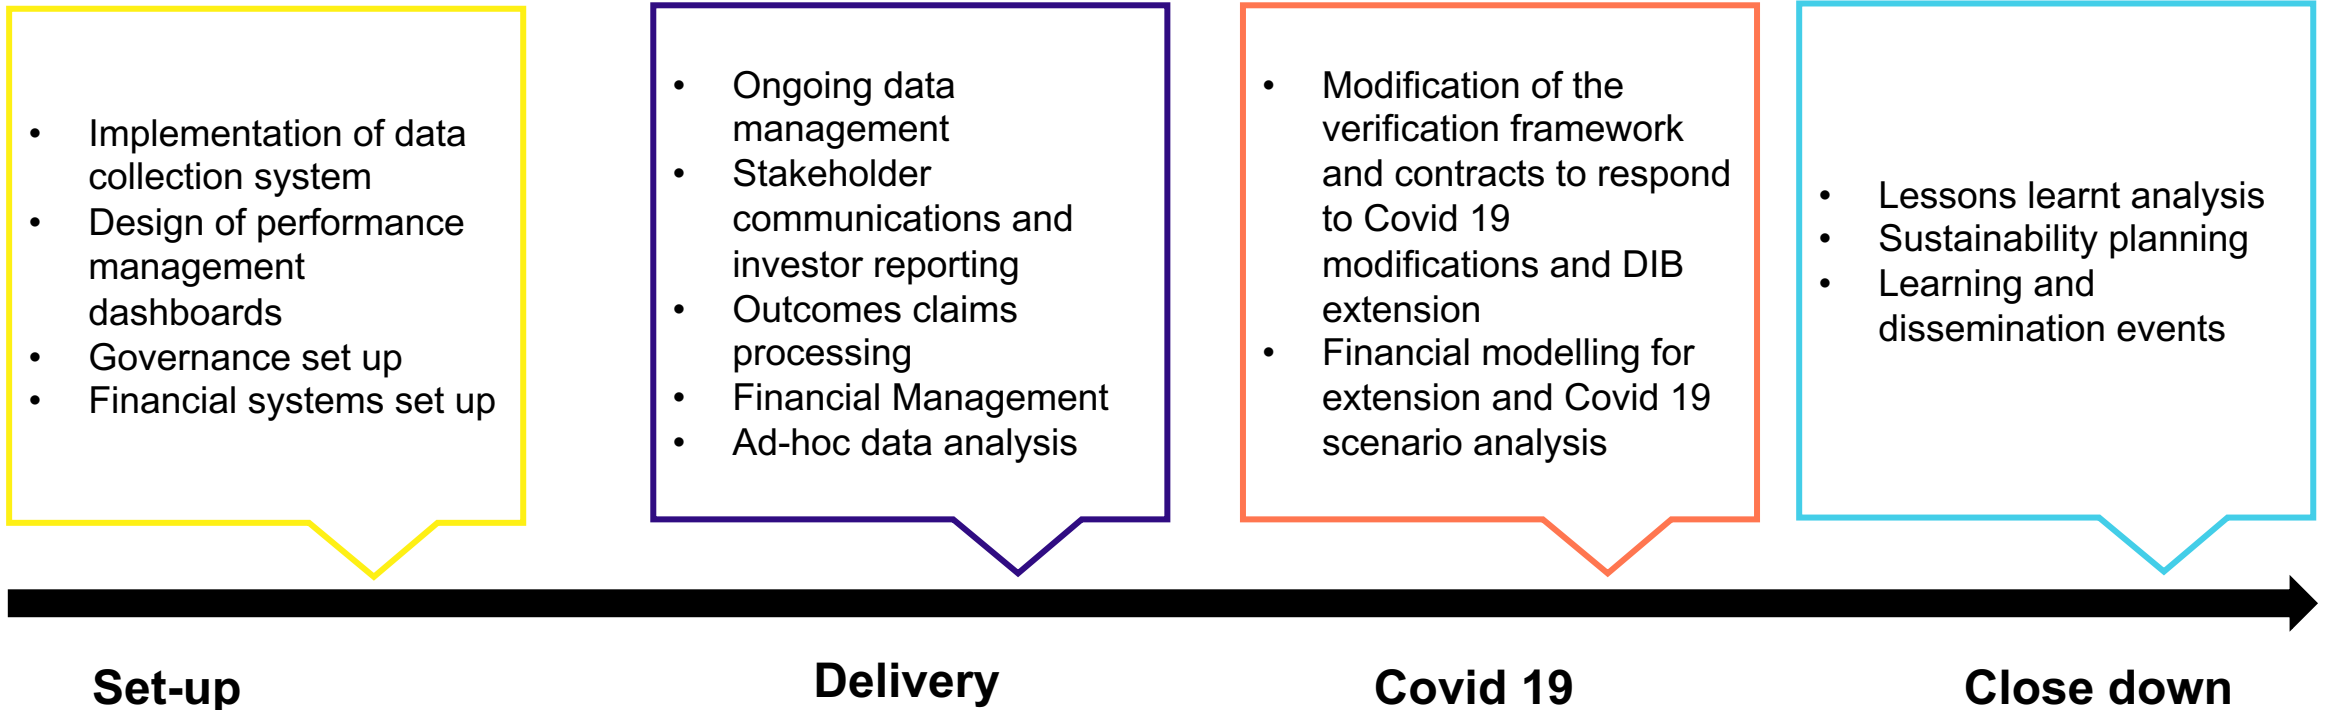 • Implementation of data
collection system
• Design of performance
management
dashboards
• Governance set up
• Financial systems set up
• Ongoing data
management
• Stakeholder
communications and
investor reporting
• Outcomes claims
processing
• Financial Management
• Ad-hoc data analysis
• Modification of the
verification framework
and contracts to respond
to Covid 19
modifications and DIB
extension
• Financial modelling for
extension and Covid 19
scenario analysis
• Lessons learnt analysis
• Sustainability planning
• Learning and
dissemination events
Set-up
Delivery
Covid 19
Close down